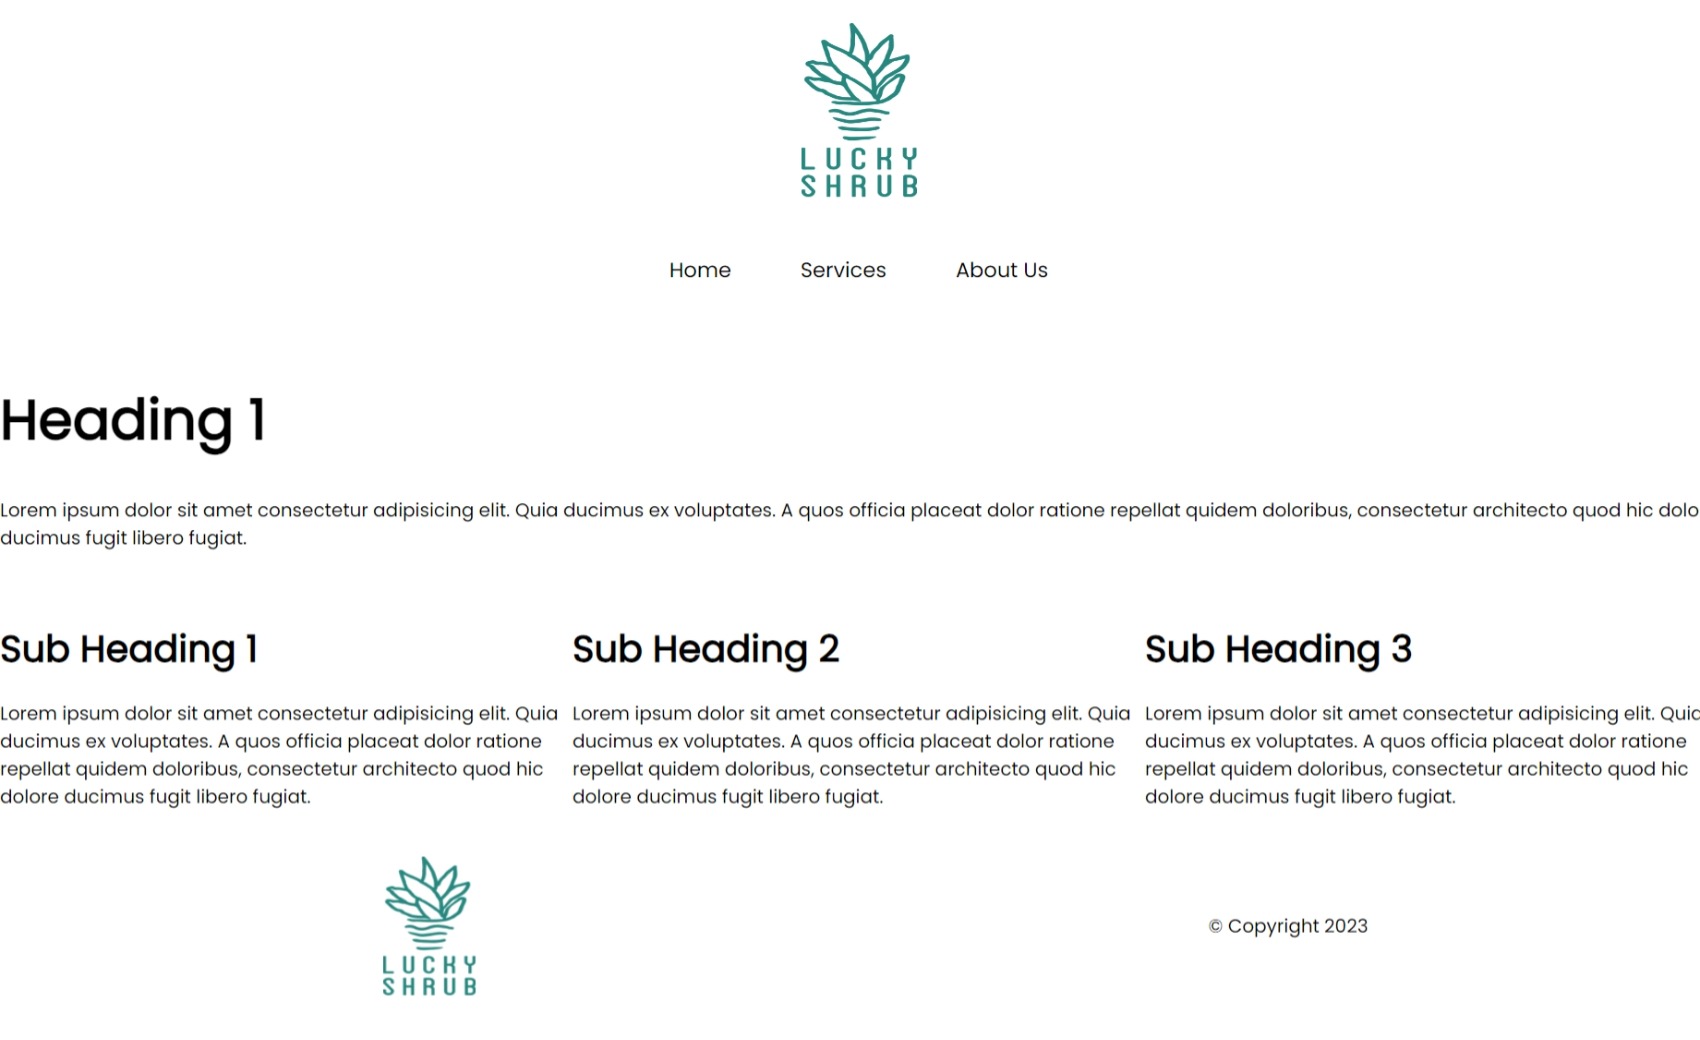 LUCKY
SHRUB
Home Services About Us
Heading 1
Lorem ipsum dolor sit amet consectetur adipisicing elit. Quia ducimus ex voluptates. A quos officia placeat dolor ratione repellat quidem doloribus, consectetur architecto quod hic dolo
ducimus fugit libero fugiat.
Sub Heading 1
Lorem ipsum dolor sit amet consectetur adipisicing elit. Quia
ducimus ex voluptates. A quos officia placeat dolor ratione
repellat quidem doloribus, consectetur architecto quod hic
dolore ducimus fugit libero fugiat.
Sub Heading 2
Lorem ipsum dolor sit amet consectetur adipisicing elit. Quia
ducimus ex voluptates. A quos officia placeat dolor ratione
repellat quidem doloribus, consectetur architecto quod hic
dolore ducimus fugit libero fugiat.
Sub Heading 3
Lorem ipsum dolor sit amet consectetur adipisicing elit. Quia
ducimus ex voluptates. A quos officia placeat dolor ratione
repellat quidem doloribus, consectetur architecto quod hic
dolore ducimus fugit libero fugiat.
LUCKY
SHRUB
© Copyright 2023